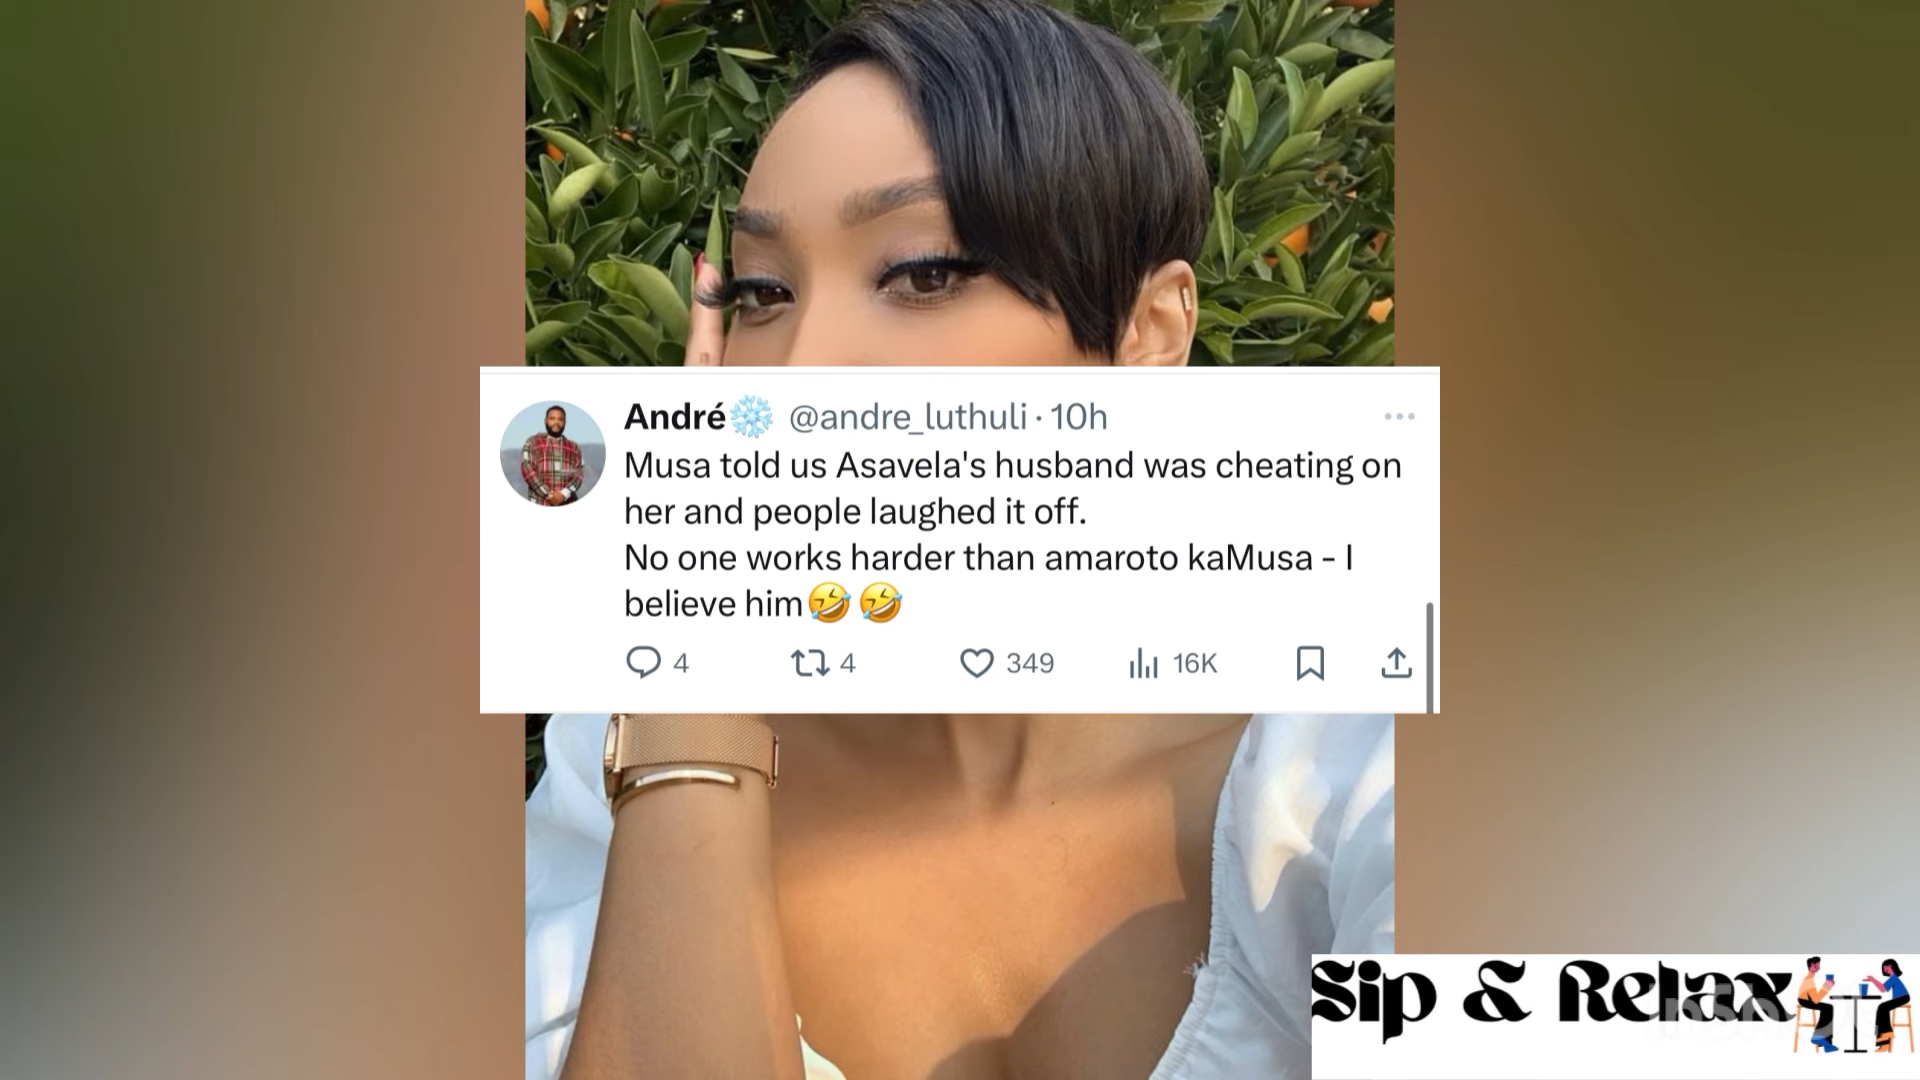 André❄️ @andre_luthuli · 10h
Musa told us Asavela's husband was cheating on
her and people laughed it off.
No one works harder than amaroto kaMusa - I
believe him🤣🤣
4 4 349 16K
Sip & Relax